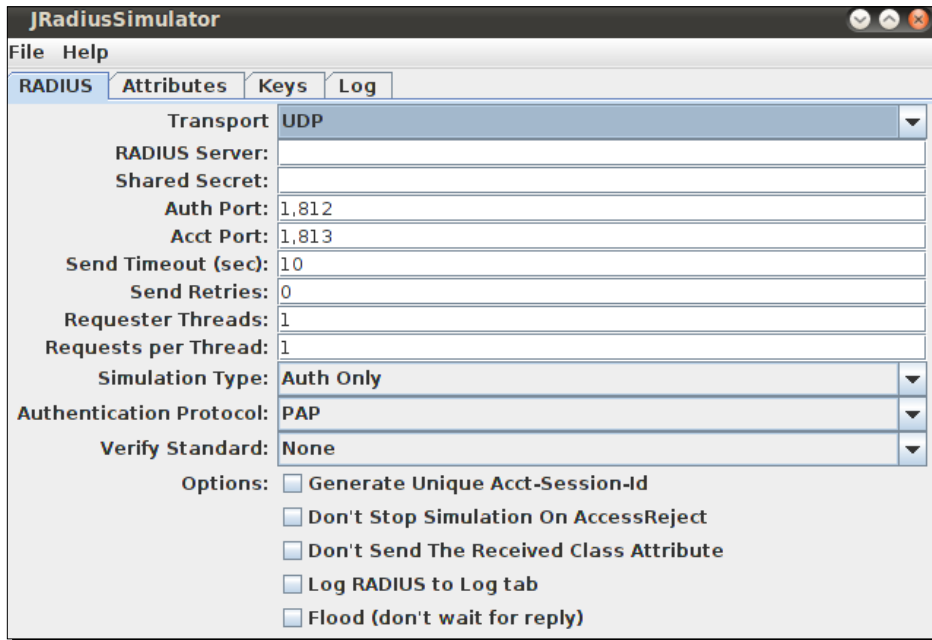 JRadiusSimulator
File Help
RADIUS Attributes Keys Log
Transport UDP
RADIUS Server:
Shared Secret:
Auth Port: 1,812
Acct Port: 1,813
Send Timeout (sec): 10
Send Retries: 0
Requester Threads: 1
Requests per Thread: 1
Simulation Type: Auth Only
Authentication Protocol: PAP
Verify Standard: None
Options: Generate Unique Acct-Session-Id
Don't Stop Simulation On AccessReject
Don't Send The Received Class Attribute
Log RADIUS to Log tab
Flood (don't wait for reply)